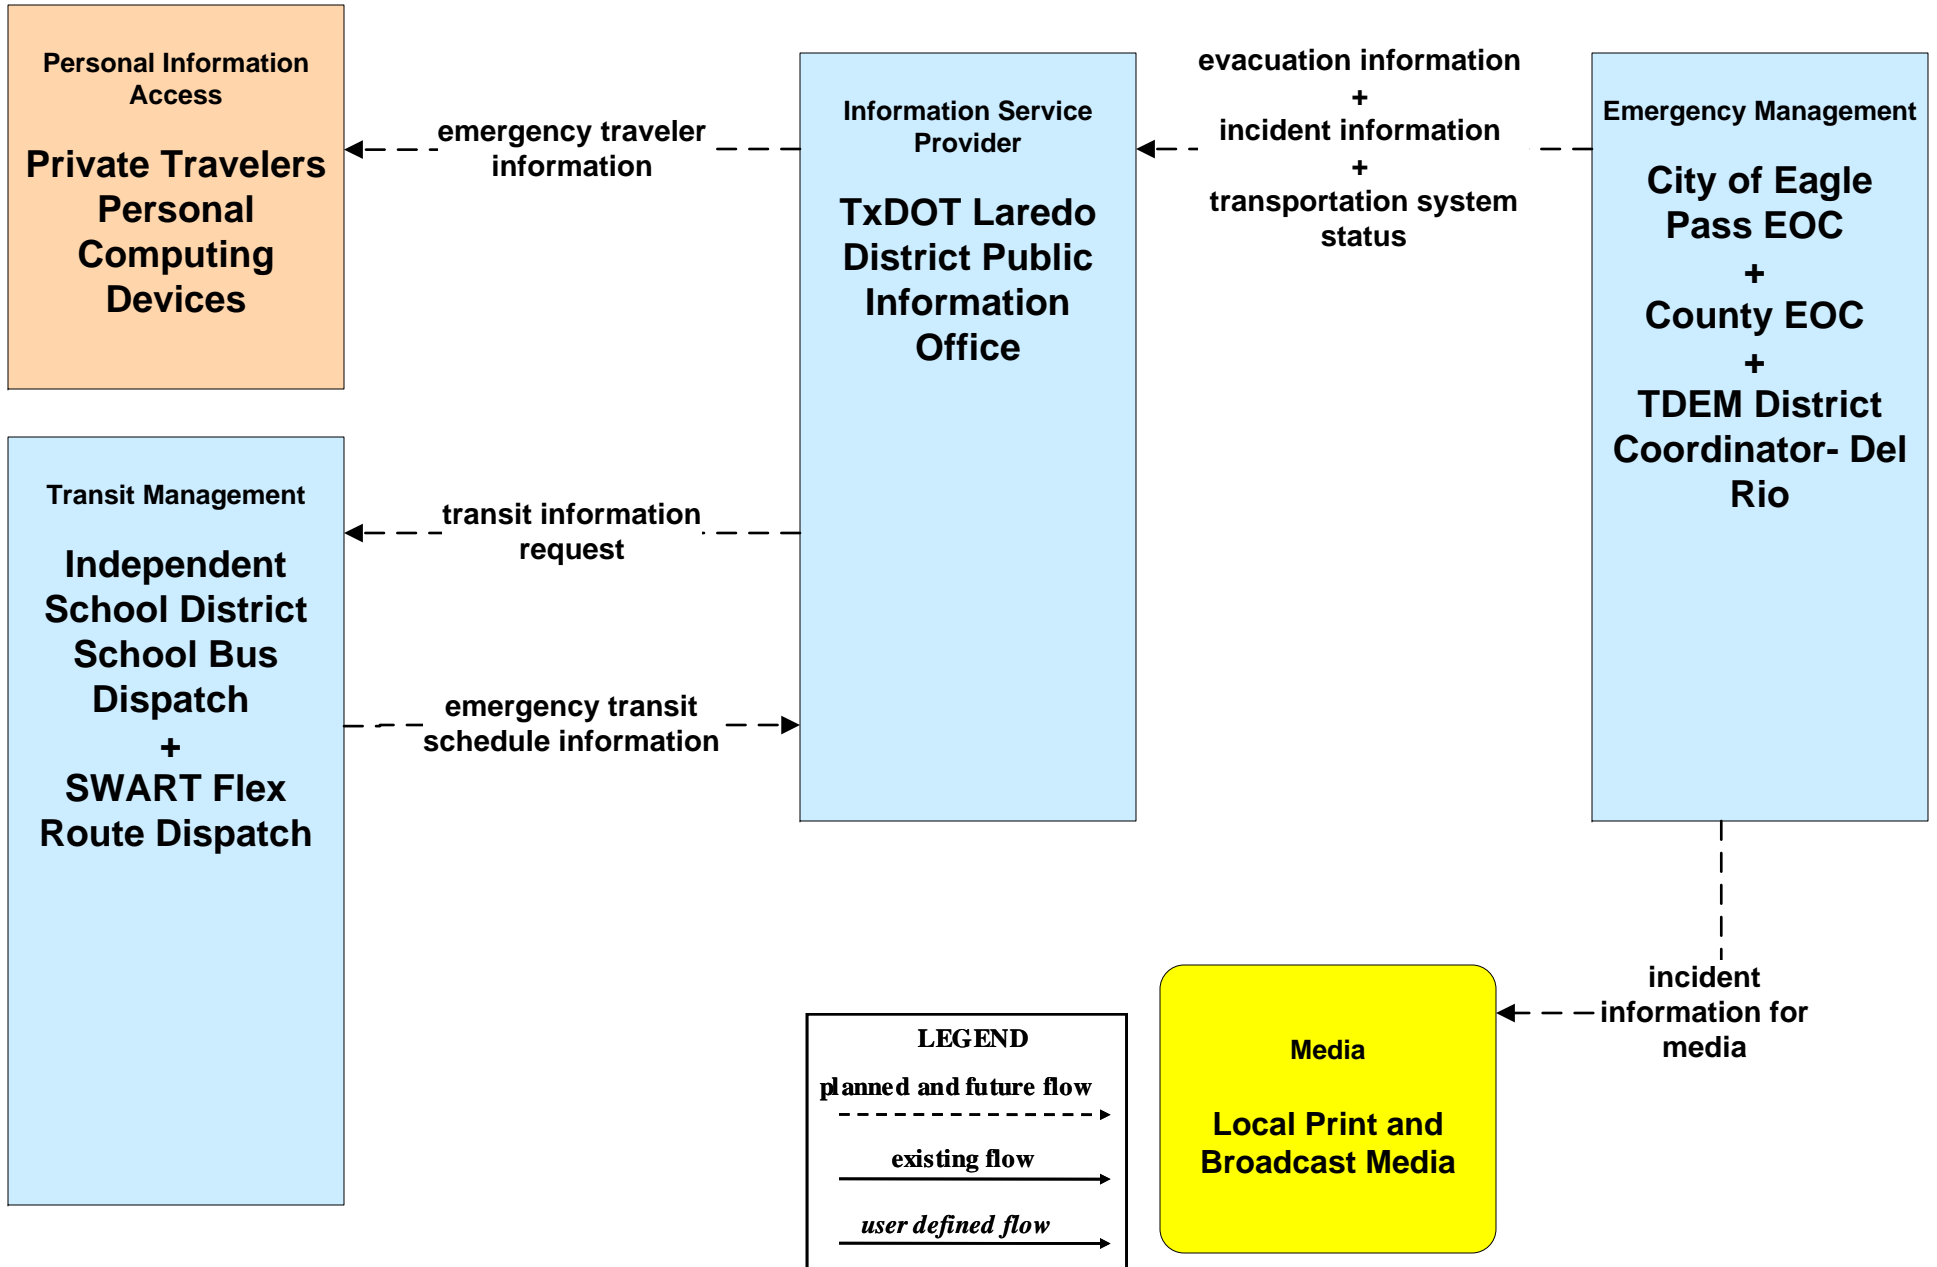 Personal Information
Access
Private Travelers
Personal
Computing
Devices
emergency traveler
information
Information Service
Provider
TxDOT Laredo
District Public
Information
Office
evacuation information
+
incident information
+
transportation system
status
Emergency Management
City of Eagle
Pass EOC
+
County EOC
+
TDEM District
Coordinator- Del
Rio
Transit Management
Independent
School District
School Bus
Dispatch
+
SWART Flex
Route Dispatch
transit information
request
emergency transit
schedule information
incident
information for
media
Media
Local Print and
Broadcast Media
LEGEND
planned and future flow
existing flow
user defined flow